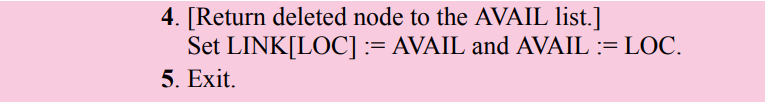 4. [Return deleted node to the AVAIL list.]
Set LINK[LOC] := AVAIL and AVAIL := LOC.
5. Exit.